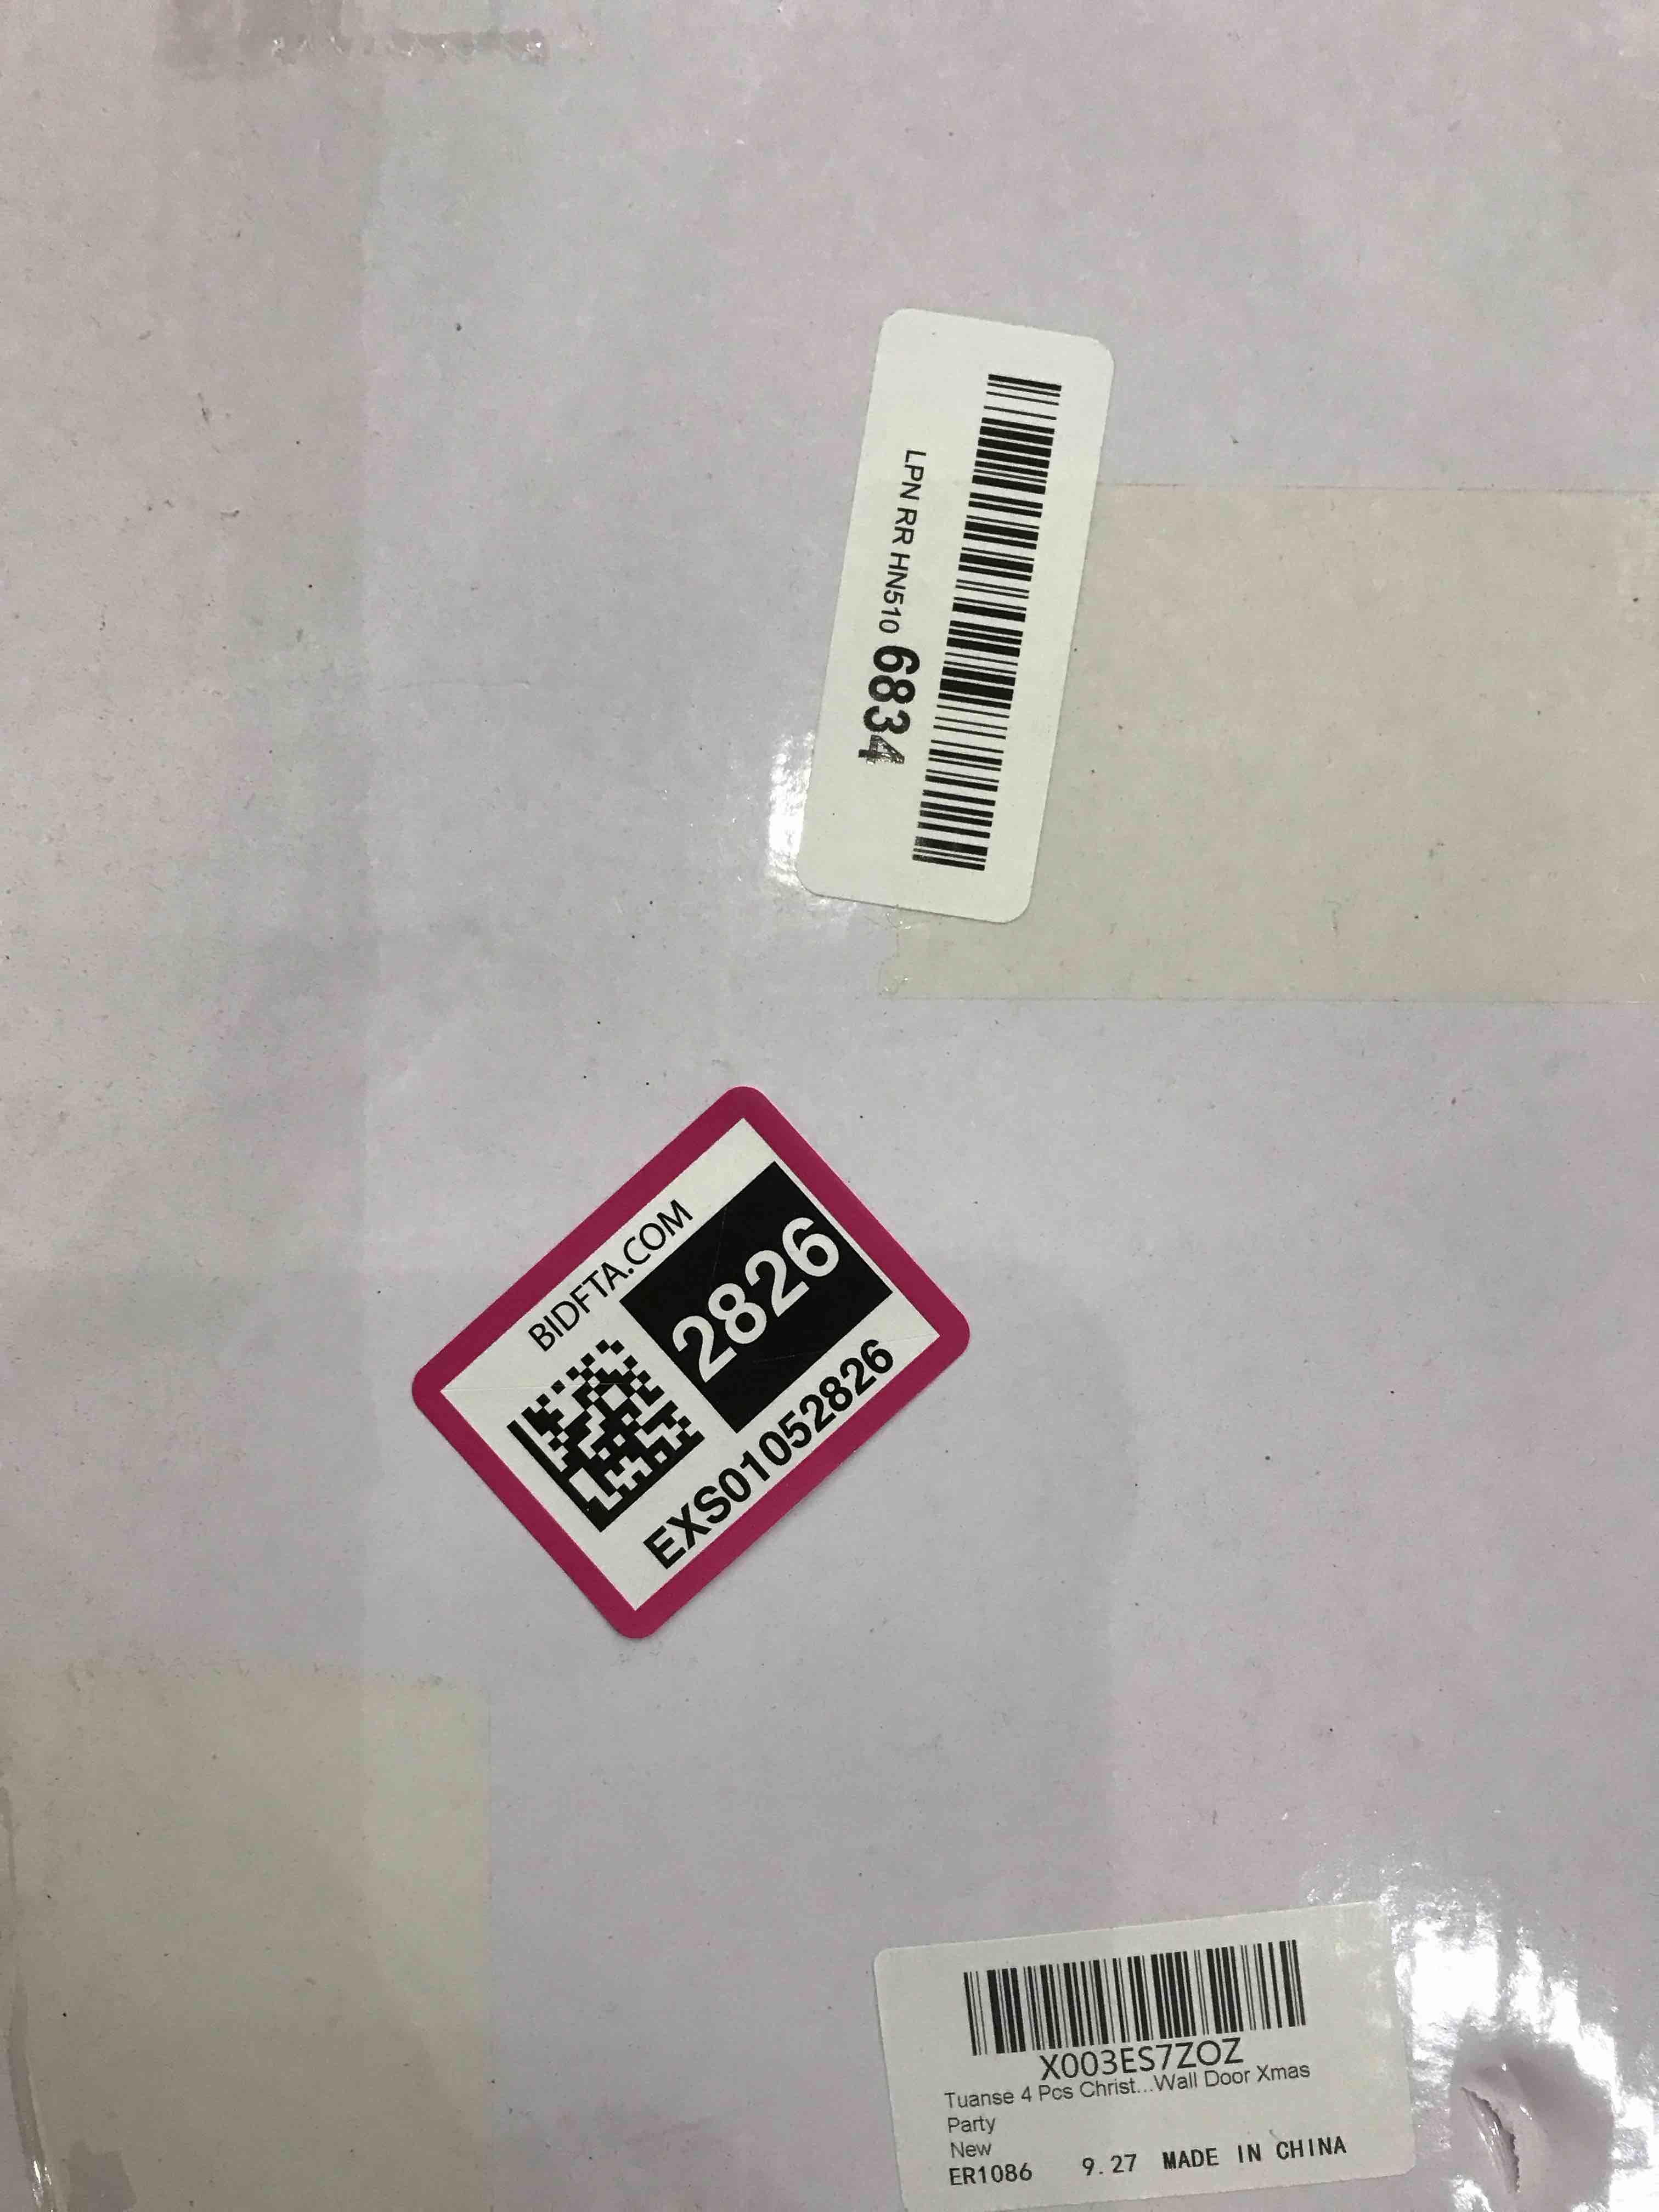 LPN RR HN510 6834
BIDFTA.COM
2826
EXS01052826
X003ES7ZOZ
Tuanse 4 Pcs Christ...Wall Door Xmas
Party
New
ER1086 9.27 MADE IN CHINA